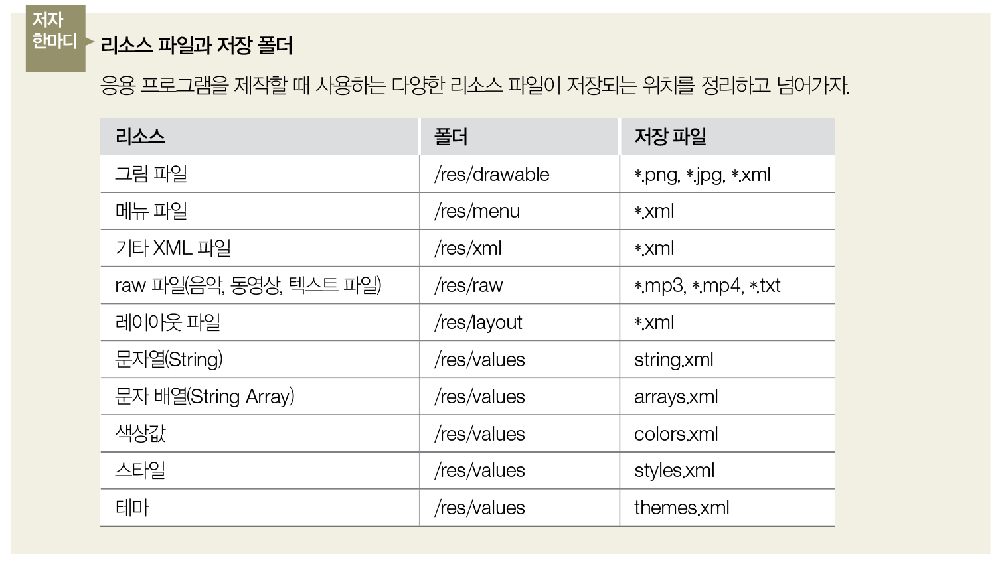 저자
한마디
리소스 파일과 저장 폴더
응용 프로그램을 제작할 때 사용하는 다양한 리소스 파일이 저장되는 위치를 정리하고 넘어가자.
리소스 폴더 저장 파일
그림 파일 /res/drawable *.png, *.jpg, *.xml
메뉴 파일 /res/menu *.xml
기타 XML 파일 /res/xml *.xml
raw 파일(음악, 동영상, 텍스트 파일) /res/raw *.mp3, *.mp4, *.txt
레이아웃 파일 /res/layout *.xml
문자열(String) /res/values string.xml
문자 배열(String Array) /res/values arrays.xml
색상값 /res/values colors.xml
스타일 /res/values styles.xml
테마 /res/values themes.xml